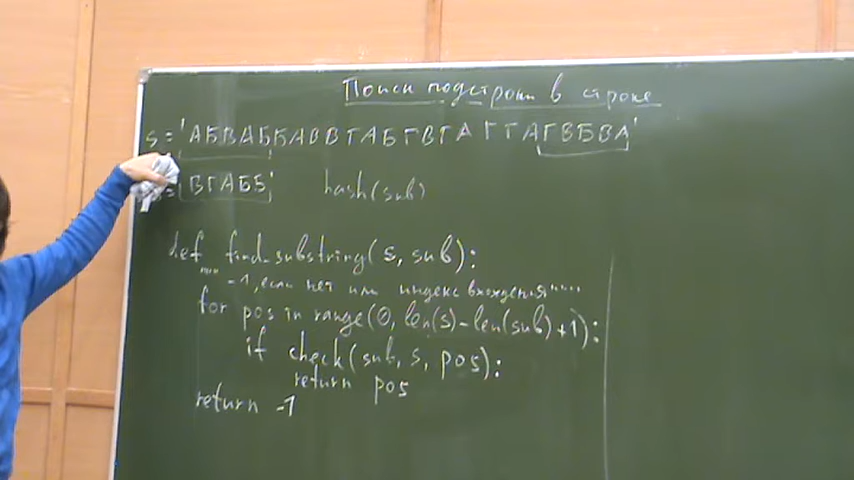 Поиск подстроки в строке
s = 'АБВАББАВВГАБГВГАГГАГВБВА'
= 'ВГАББ' hash(sub)
def find_substring(s, sub):
""" -1, если нет или индекс вхождения """
for pos in range(0, len(s)-len(sub)+1):
if check(sub, s, pos):
return pos
return -1